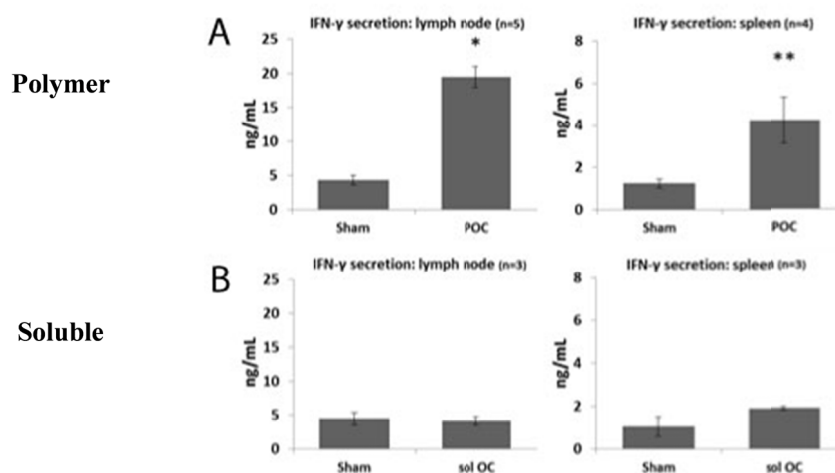 Polymer
A
IFN-γ secretion: lymph node (n=5)
ng/mL
25
20
15
10
5
0
*
Sham
POC
IFN-γ secretion: spleen (n=4)
ng/mL
8
6
4
2
0
**
Sham
POC
Soluble
B
IFN-γ secretion: lymph node (n=3)
ng/mL
25
20
15
10
5
0
Sham
sol OC
IFN-γ secretion: spleen (n=3)
ng/mL
8
6
4
2
0
Sham
sol OC